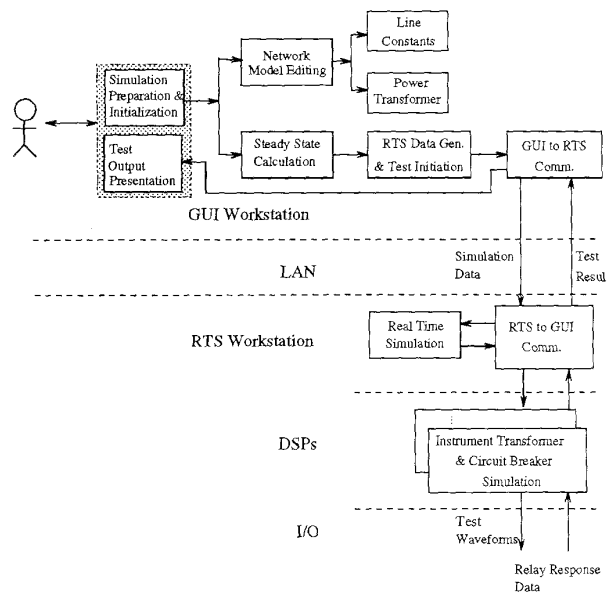 Line
Constants
Network
Model Editing
Simulation
Preparation &
Initialization
Power
Transformer
Test
Output
Presentation
Steady State
Calculation
RTS Data Gen.
& Test Initiation
GUI to RTS
Comm.
GUI Workstation
LAN
Simulation
Data
Test
Resul
RTS Workstation
Real Time
Simulation
RTS to GUI
Comm.
DSPs
Instrument Transformer
& Circuit Breaker
Simulation
I/O
Test
Waveforms
Relay Response
Data